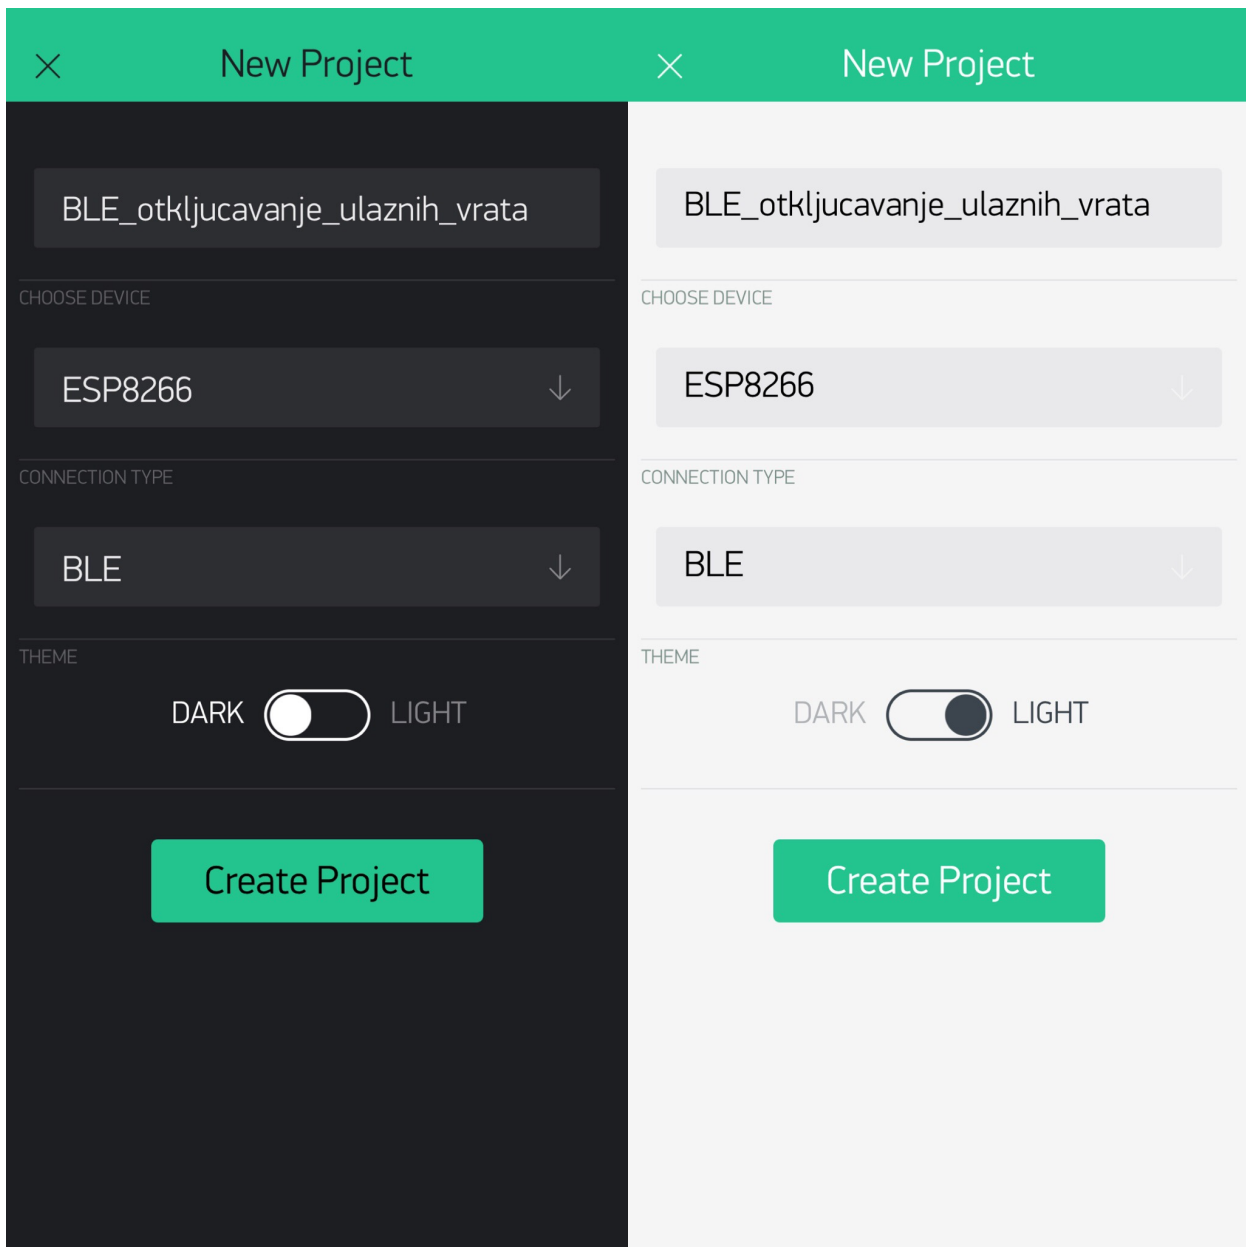 New Project
BLE_otkljucavanje_ulaznih_vrata
CHOOSE DEVICE
ESP8266
CONNECTION TYPE
BLE
THEME
DARK LIGHT
Create Project
New Project
BLE_otkljucavanje_ulaznih_vrata
CHOOSE DEVICE
ESP8266
CONNECTION TYPE
BLE
THEME
DARK LIGHT
Create Project